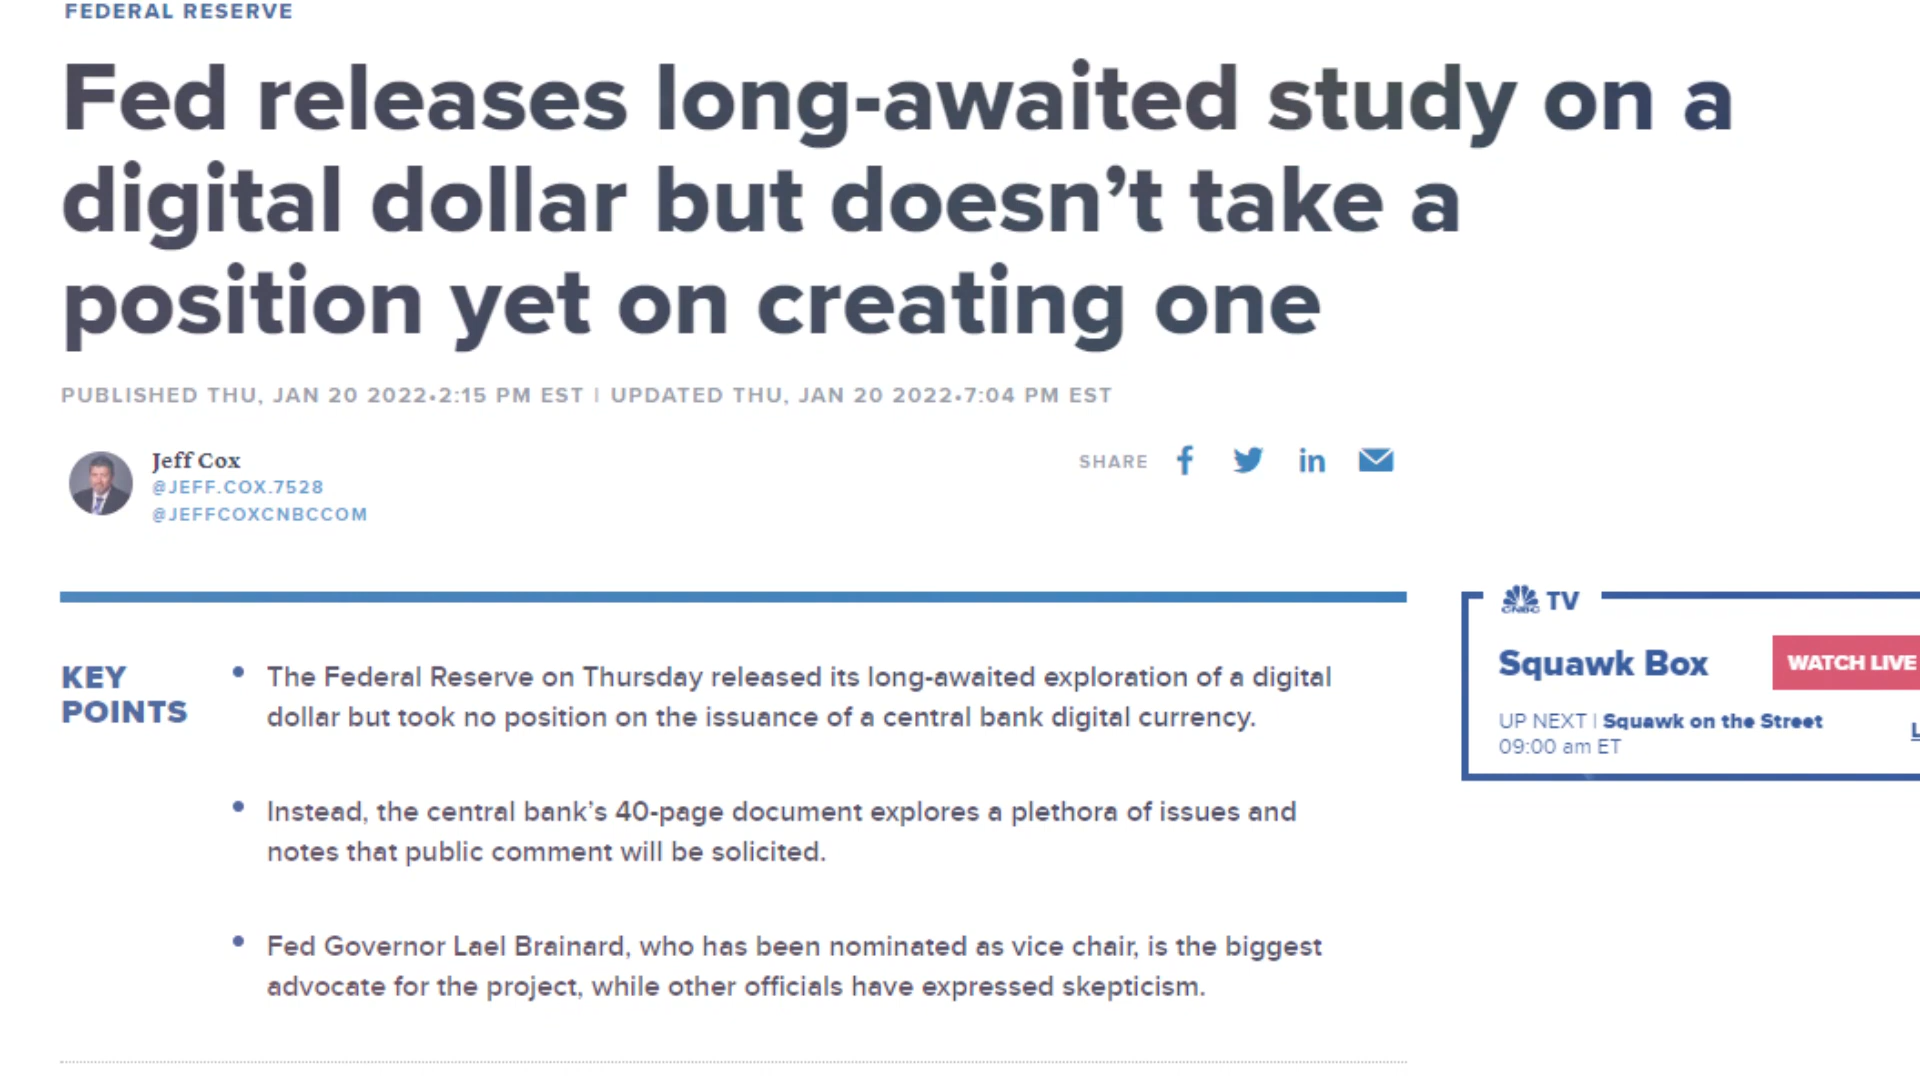 FEDERAL RESERVE
Fed releases long-awaited study on a
digital dollar but doesn’t take a
position yet on creating one
PUBLISHED THU, JAN 20 2022•2:15 PM EST | UPDATED THU, JAN 20 2022•7:04 PM EST
Jeff Cox
@JEFF.COX.7528
@JEFFCOXCNBCCOM
SHARE
KEY
POINTS
The Federal Reserve on Thursday released its long-awaited exploration of a digital
dollar but took no position on the issuance of a central bank digital currency.
Instead, the central bank’s 40-page document explores a plethora of issues and
notes that public comment will be solicited.
Fed Governor Lael Brainard, who has been nominated as vice chair, is the biggest
advocate for the project, while other officials have expressed skepticism.
CNBC TV
Squawk Box
WATCH LIVE
UP NEXT | Squawk on the Street
09:00 am ET